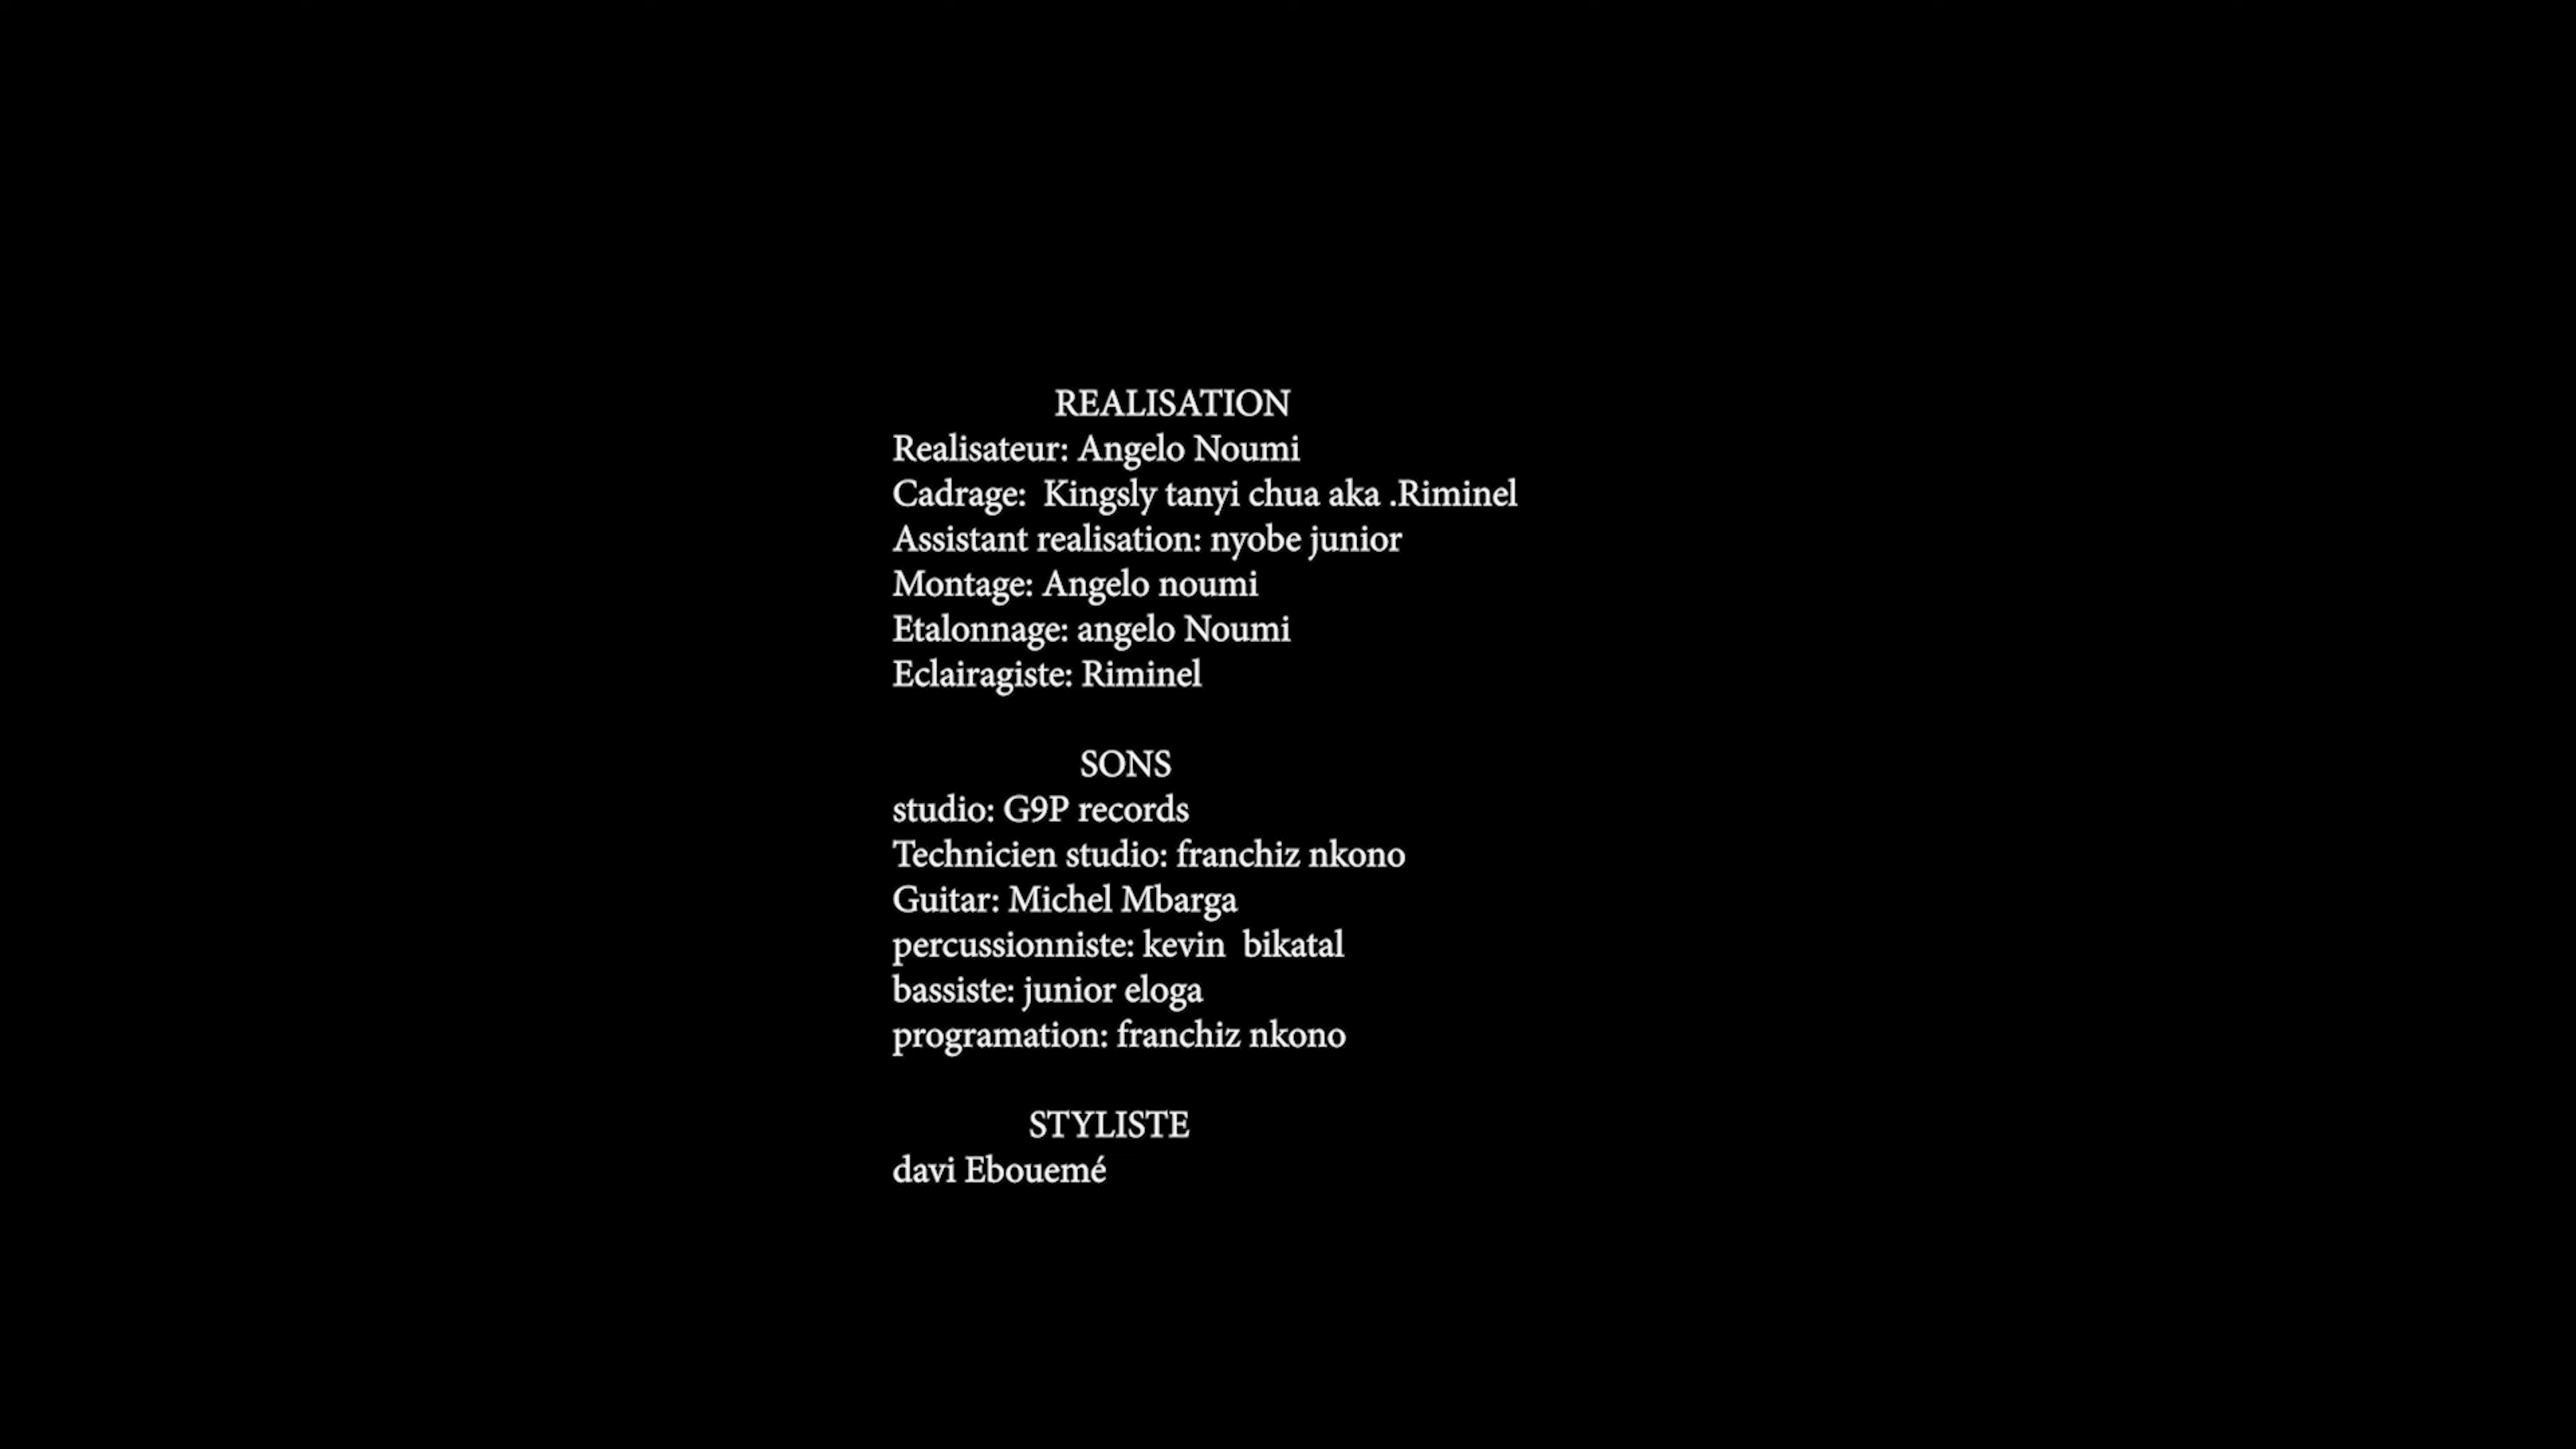 REALISATION
Realisateur: Angelo Noumi
Cadrage:  Kingsly tanyi chua aka .Riminel
Assistant realisation: nyobe junior
Montage: Angelo noumi
Etalonnage: angelo Noumi
Eclairagiste: Riminel
SONS
studio: G9P records
Technicien studio: franchiz nkono
Guitar: Michel Mbarga
percussionniste: kevin  bikatal
bassiste: junior eloga
programation: franchiz nkono
STYLISTE
davi Ebouemé